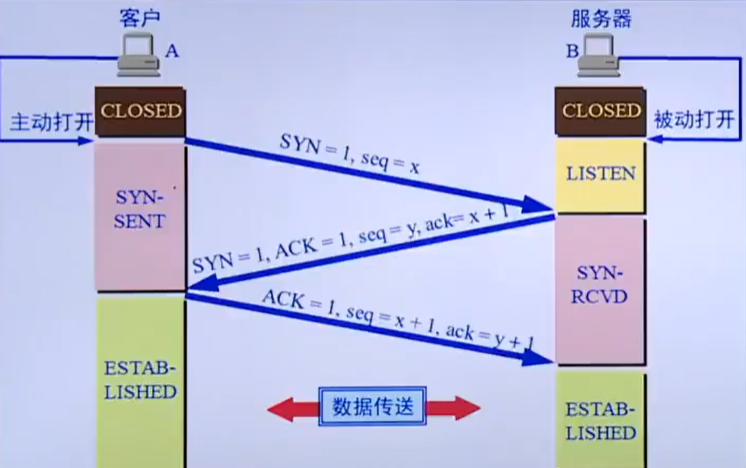 客户
服务器
A
B
CLOSED
CLOSED
主动打开
被动打开
SYN = 1, seq = x
LISTEN
SYN-
SENT
SYN = 1, ACK = 1, seq = y, ack= x + 1
SYN-
RCVD
ACK = 1, seq = x + 1, ack = y + 1
ESTAB-
LISHED
数据传送
ESTAB-
LISHED